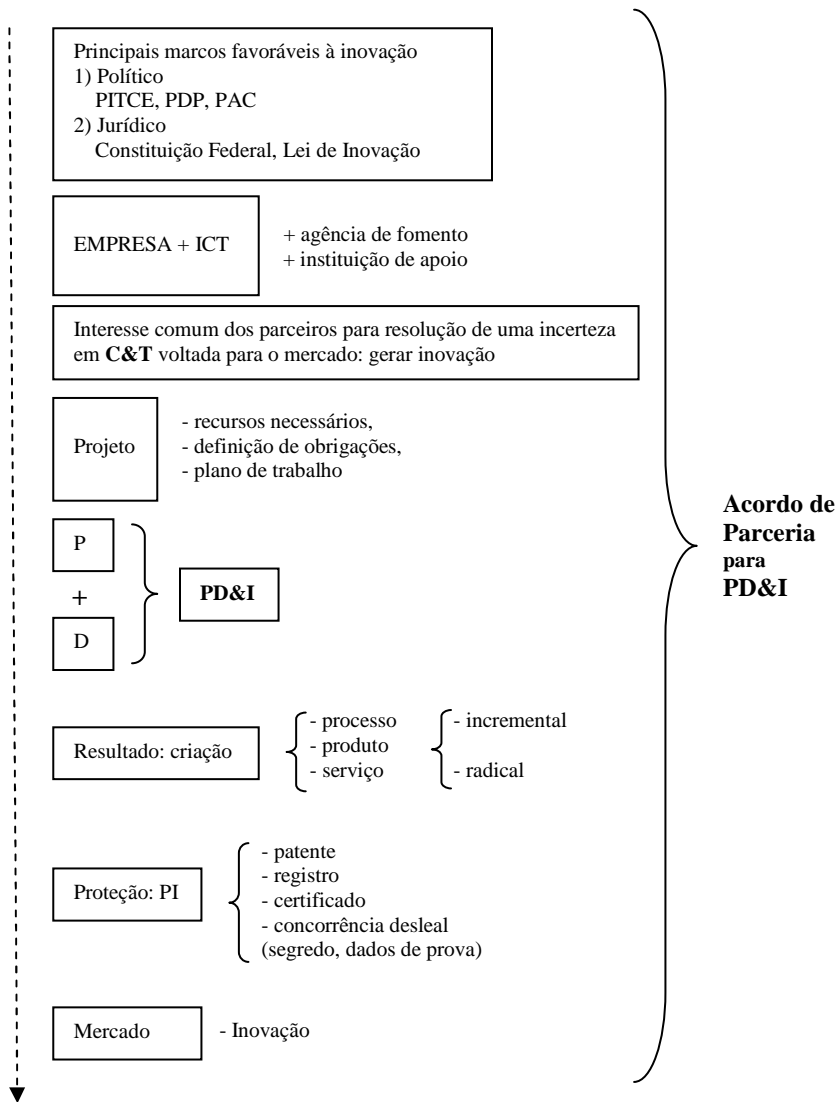 Principais marcos favoráveis à inovação
1) Político
PITCE, PDP, PAC
2) Jurídico
Constituição Federal, Lei de Inovação
EMPRESA + ICT
+ agência de fomento
+ instituição de apoio
Interesse comum dos parceiros para resolução de uma incerteza
em C&T voltada para o mercado: gerar inovação
Projeto
- recursos necessários,
- definição de obrigações,
- plano de trabalho
P
+
D
PD&I
Acordo de
Parceria
para
PD&I
Resultado: criação
- processo
- produto
- serviço
- incremental
- radical
Proteção: PI
- patente
- registro
- certificado
- concorrência desleal
(segredo, dados de prova)
Mercado
- Inovação